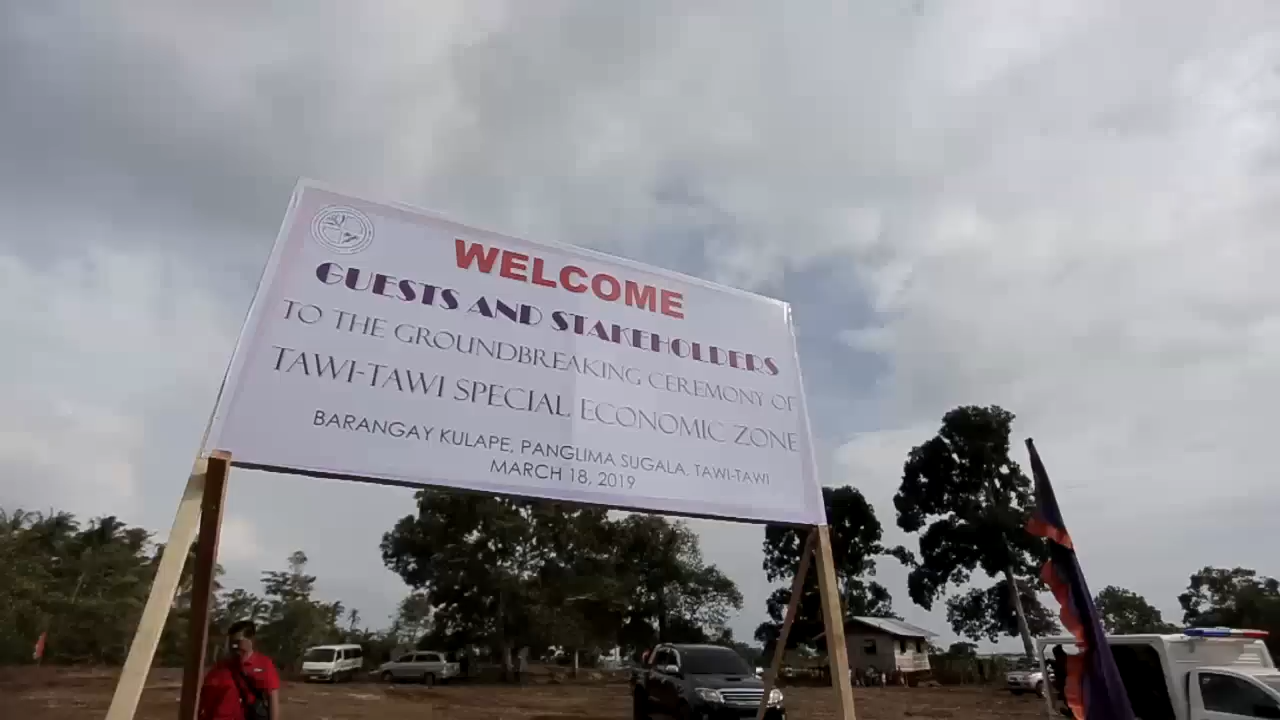 WELCOME
GUESTS AND STAKEHOLDERS
TO THE GROUNDBREAKING CEREMONY OF
TAWI-TAWI SPECIAL ECONOMIC ZONE
BARANGAY KULAPE, PANGLIMA SUGALA, TAWI-TAWI
MARCH 18, 2019